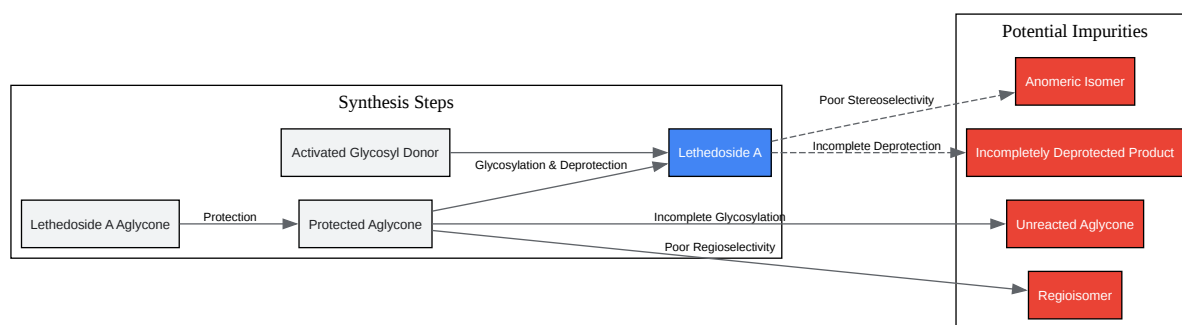 Potential Impurities
Synthesis Steps
Anomeric Isomer
Poor Stereoselectivity
Activated Glycosyl Donor
Lethedoside A
Incomplete Deprotection
Incompletely Deprotected Product
Glycosylation & Deprotection
Lethedoside A Aglycone
Protection
Protected Aglycone
Incomplete Glycosylation
Unreacted Aglycone
Poor Regioselectivity
Regioisomer